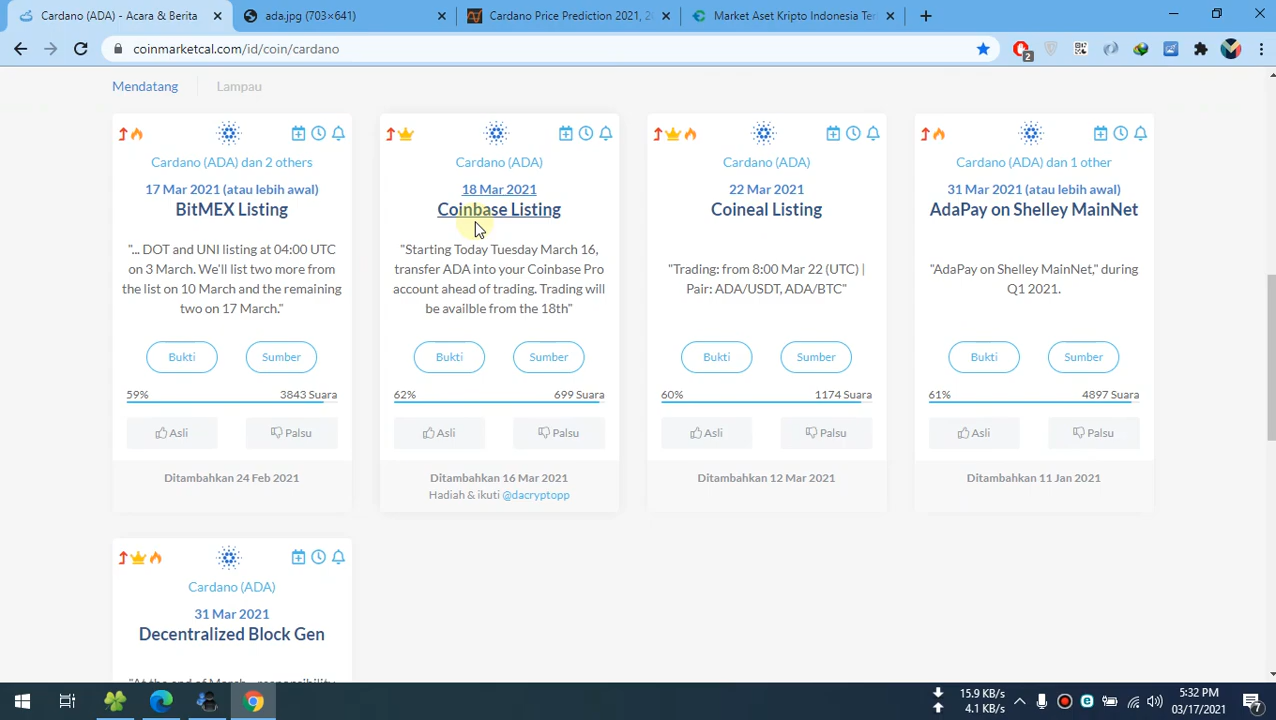 Cardano (ADA) - Acara & Berita
ada.jpg (703×641)
Cardano Price Prediction 2021, 2
Market Aset Kripto Indonesia Ter
coinmarketcal.com/id/coin/cardano
2
Mendatang
Lampau
Cardano (ADA) dan 2 others
17 Mar 2021 (atau lebih awal)
BitMEX Listing
"... DOT and UNI listing at 04:00 UTC
on 3 March. We'll list two more from
the list on 10 March and the remaining
two on 17 March."
Bukti
Sumber
59%
3843 Suara
Asli
Palsu
Ditambahkan 24 Feb 2021
Cardano (ADA)
18 Mar 2021
Coinbase Listing
"Starting Today Tuesday March 16,
transfer ADA into your Coinbase Pro
account ahead of trading. Trading will
be availble from the 18th"
Bukti
Sumber
62%
699 Suara
Asli
Palsu
Ditambahkan 16 Mar 2021
Hadiah & ikuti @dacryptopp
Cardano (ADA)
22 Mar 2021
Coineal Listing
"Trading: from 8:00 Mar 22 (UTC) |
Pair: ADA/USDT, ADA/BTC"
Bukti
Sumber
60%
1174 Suara
Asli
Palsu
Ditambahkan 12 Mar 2021
Cardano (ADA) dan 1 other
31 Mar 2021 (atau lebih awal)
AdaPay on Shelley MainNet
"AdaPay on Shelley MainNet," during
Q1 2021.
Bukti
Sumber
61%
4897 Suara
Asli
Palsu
Ditambahkan 11 Jan 2021
Cardano (ADA)
31 Mar 2021
Decentralized Block Gen
"At the end of March, responsibility
15.9 KB/s
4.1 KB/s
5:32 PM
03/17/2021
7